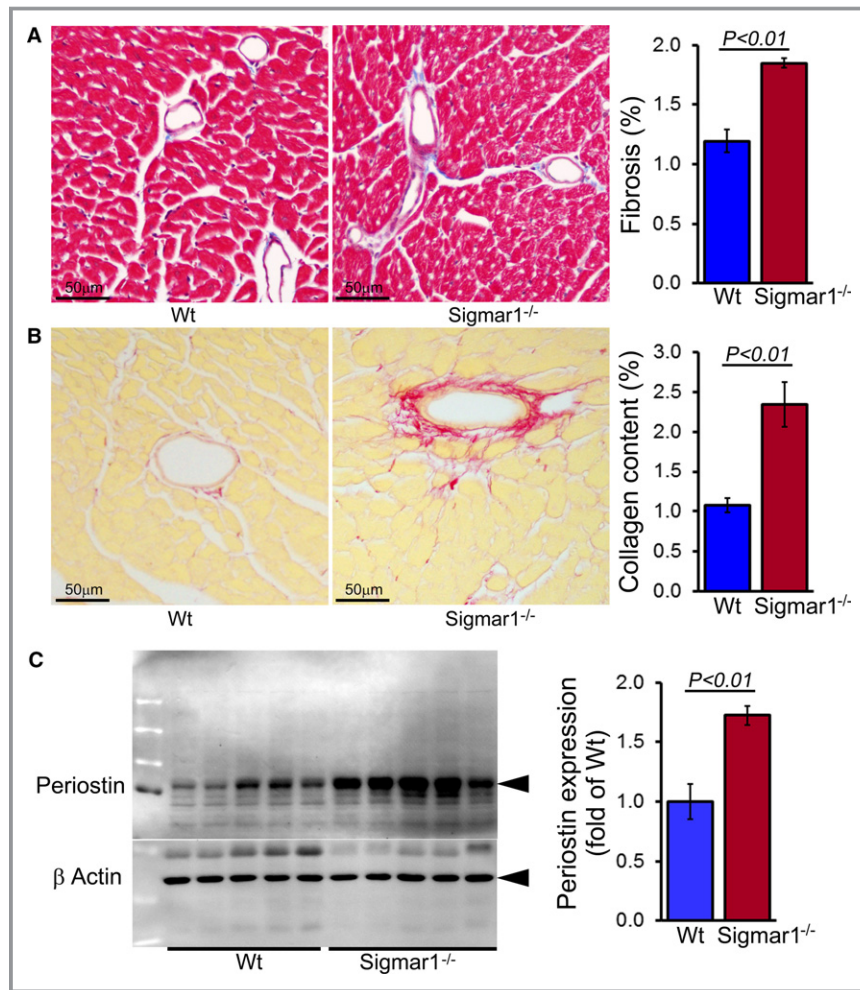 A
50µm
Wt
50µm
Sigmar1-/-
Fibrosis (%)
2.0
1.5
1.0
0.5
0.0
P<0.01
Wt
Sigmar1-/-
B
50µm
Wt
50µm
Sigmar1-/-
Collagen content (%)
3.0
2.5
2.0
1.5
1.0
0.5
0.0
P<0.01
Wt
Sigmar1-/-
C
Periostin
β Actin
Wt
Sigmar1-/-
Periostin expression
(fold of Wt)
2.0
1.5
1.0
0.5
0.0
P<0.01
Wt
Sigmar1-/-